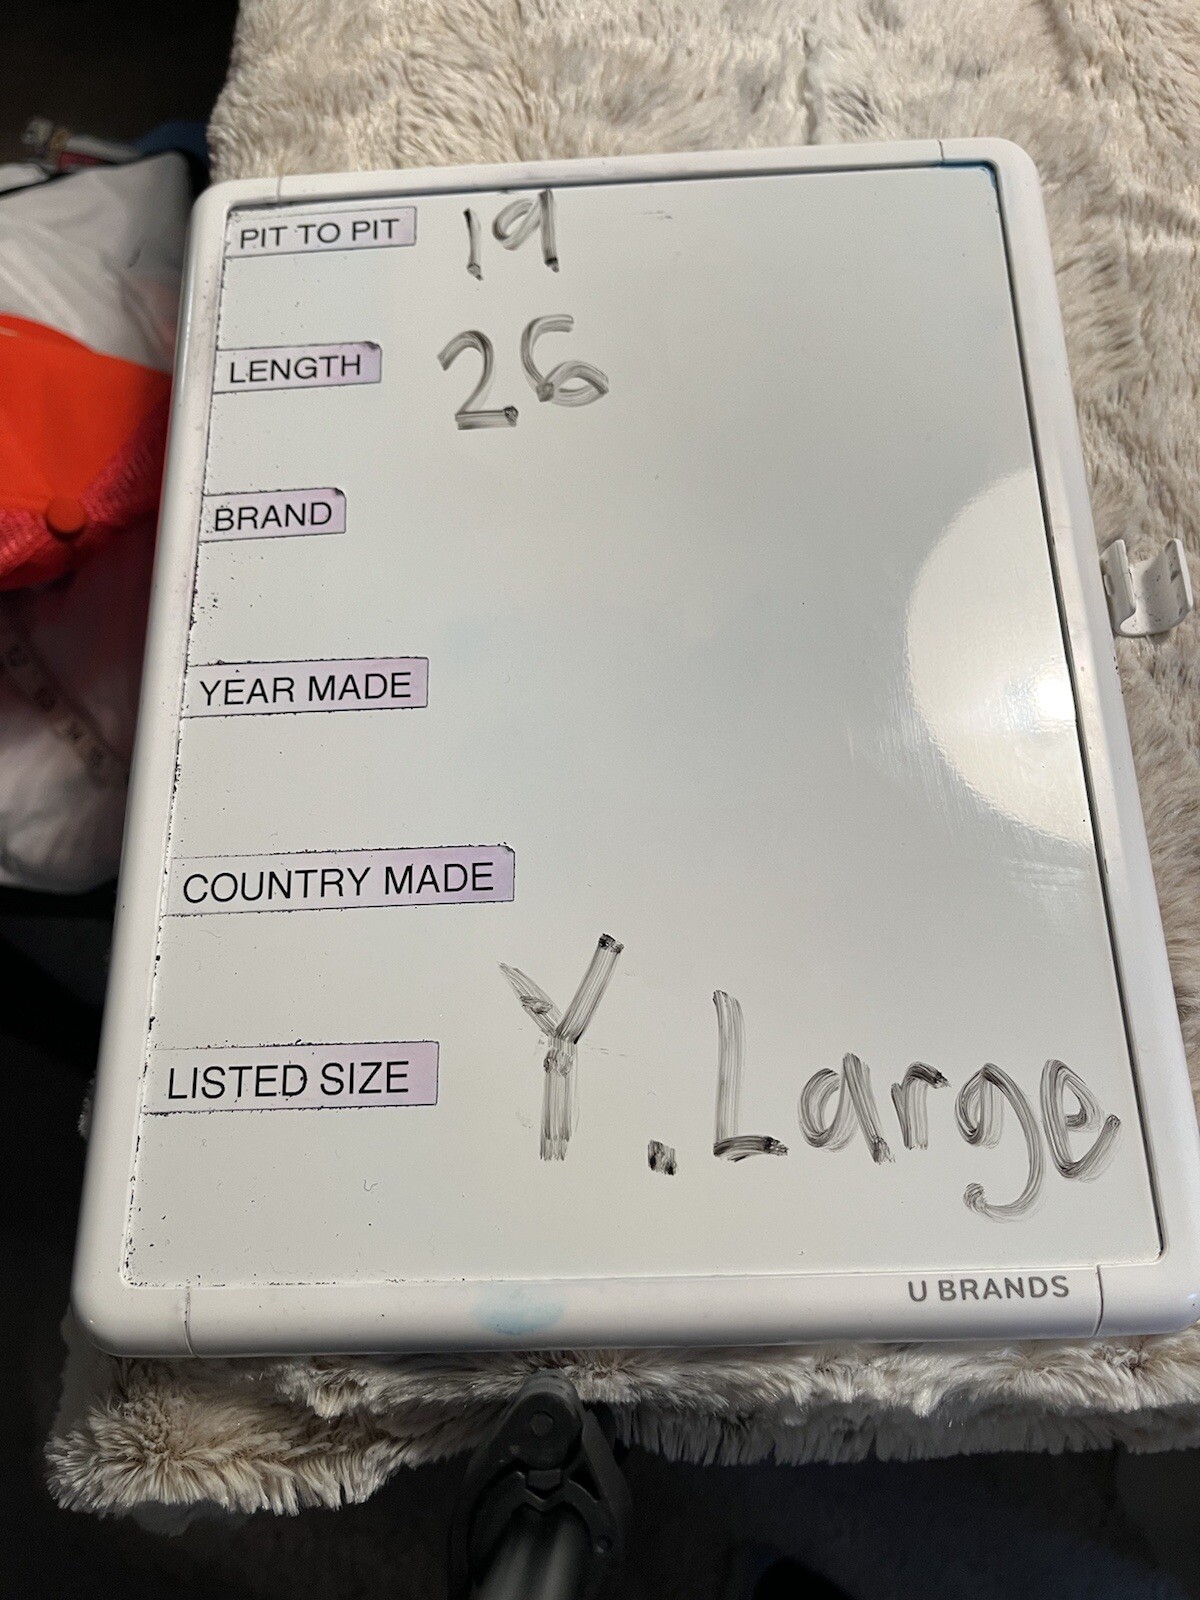 PIT TO PIT 19
LENGTH 26
BRAND
YEAR MADE
COUNTRY MADE
LISTED SIZE Y. Large
U BRANDS